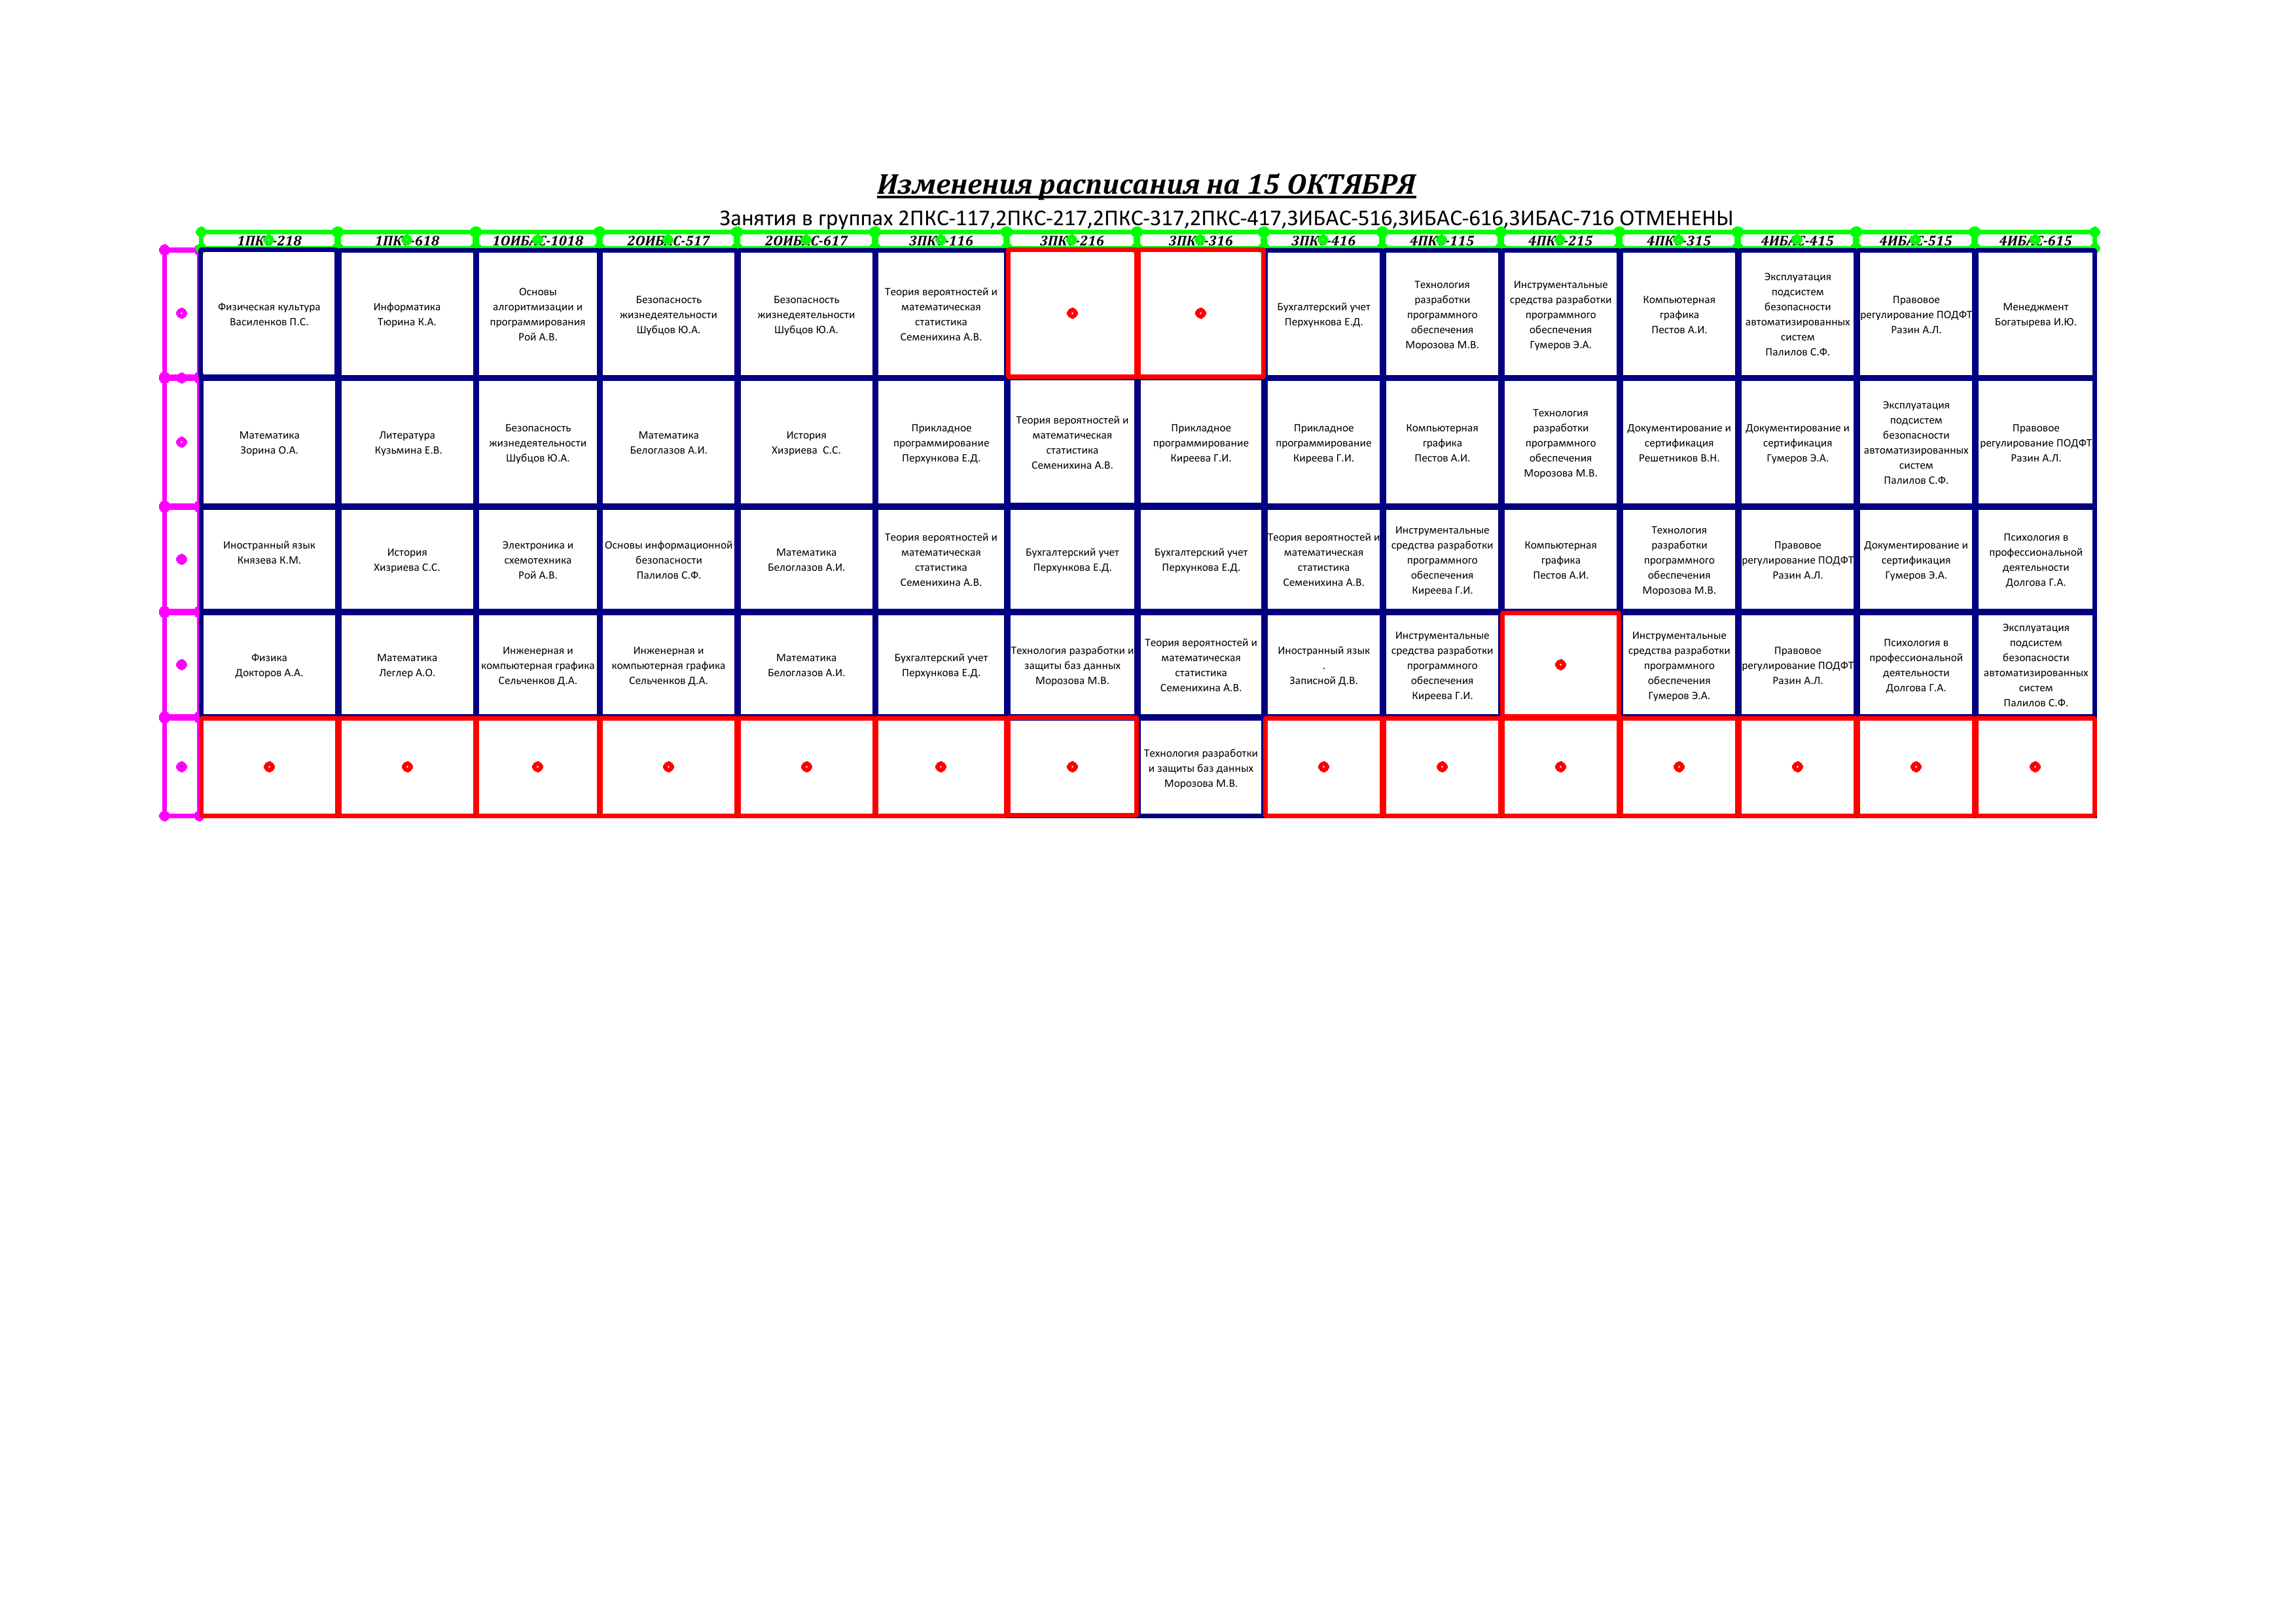 Изменения расписания на 15 ОКТЯБРЯ
Занятия в группах 2ПКС-117,2ПКС-217,2ПКС-317,2ПКС-417,3ИБАС-516,3ИБАС-616,3ИБАС-716 ОТМЕНЕНЫ
1ПКС-218 1ПКС-618 1ОИБАС-1018 2ОИБАС-517 2ОИБАС-617 3ПКС-116 3ПКС-216 3ПКС-316 3ПКС-416 4ПКС-115 4ПКС-215 4ПКС-315 4ИБАС-415 4ИБАС-515 4ИБАС-615
Физическая культура
Василенков П.С.
Информатика
Тюрина К.А.
Основы
алгоритмизации и
программирования
Рой А.В.
Безопасность
жизнедеятельности
Шубцов Ю.А.
Безопасность
жизнедеятельности
Шубцов Ю.А.
Теория вероятностей и
математическая
статистика
Семенихина А.В.
Бухгалтерский учет
Перхункова Е.Д.
Технология
разработки
программного
обеспечения
Морозова М.В.
Инструментальные
средства разработки
программного
обеспечения
Гумеров Э.А.
Компьютерная
графика
Пестов А.И.
Эксплуатация
подсистем
безопасности
автоматизированных
систем
Палилов С.Ф.
Правовое
регулирование ПОДФТ
Разин А.Л.
Менеджмент
Богатырева И.Ю.
Математика
Зорина О.А.
Литература
Кузьмина Е.В.
Безопасность
жизнедеятельности
Шубцов Ю.А.
Математика
Белоглазов А.И.
История
Хизриева  С.С.
Прикладное
программирование
Перхункова Е.Д.
Теория вероятностей и
математическая
статистика
Семенихина А.В.
Прикладное
программирование
Киреева Г.И.
Прикладное
программирование
Киреева Г.И.
Компьютерная
графика
Пестов А.И.
Технология
разработки
программного
обеспечения
Морозова М.В.
Документирование и
сертификация
Решетников В.Н.
Документирование и
сертификация
Гумеров Э.А.
Эксплуатация
подсистем
безопасности
автоматизированных
систем
Палилов С.Ф.
Правовое
регулирование ПОДФТ
Разин А.Л.
Иностранный язык
Князева К.М.
История
Хизриева С.С.
Электроника и
схемотехника
Рой А.В.
Основы информационной
безопасности
Палилов С.Ф.
Математика
Белоглазов А.И.
Теория вероятностей и
математическая
статистика
Семенихина А.В.
Бухгалтерский учет
Перхункова Е.Д.
Бухгалтерский учет
Перхункова Е.Д.
Теория вероятностей и
математическая
статистика
Семенихина А.В.
Инструментальные
средства разработки
программного
обеспечения
Киреева Г.И.
Компьютерная
графика
Пестов А.И.
Технология
разработки
программного
обеспечения
Морозова М.В.
Правовое
регулирование ПОДФТ
Разин А.Л.
Документирование и
сертификация
Гумеров Э.А.
Психология в
профессиональной
деятельности
Долгова Г.А.
Физика
Докторов А.А.
Математика
Леглер А.О.
Инженерная и
компьютерная графика
Сельченков Д.А.
Инженерная и
компьютерная графика
Сельченков Д.А.
Математика
Белоглазов А.И.
Бухгалтерский учет
Перхункова Е.Д.
Технология разработки и
защиты баз данных
Морозова М.В.
Теория вероятностей и
математическая
статистика
Семенихина А.В.
Иностранный язык
.
Записной Д.В.
Инструментальные
средства разработки
программного
обеспечения
Киреева Г.И.
Инструментальные
средства разработки
программного
обеспечения
Гумеров Э.А.
Правовое
регулирование ПОДФТ
Разин А.Л.
Психология в
профессиональной
деятельности
Долгова Г.А.
Эксплуатация
подсистем
безопасности
автоматизированных
систем
Палилов С.Ф.
Технология разработки
и защиты баз данных
Морозова М.В.